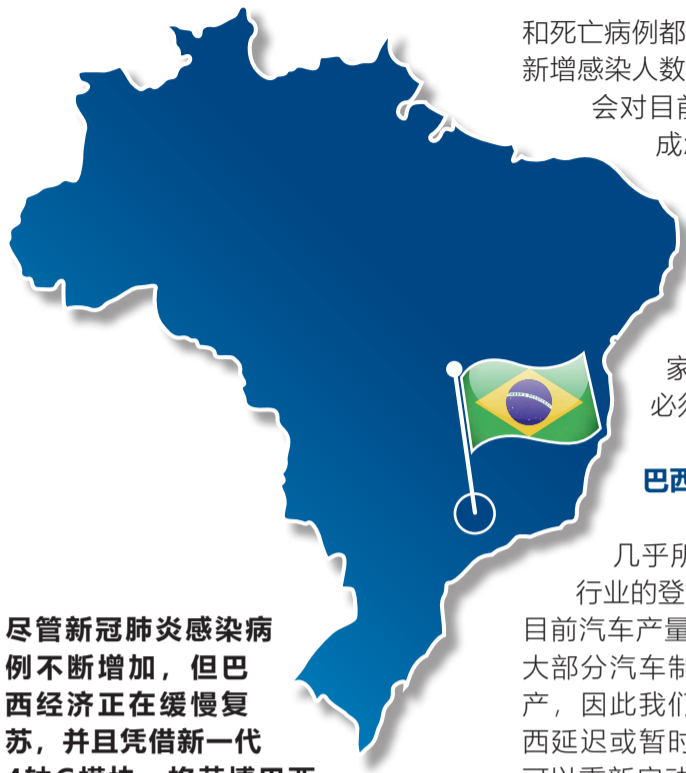 尽管新冠肺炎感染病
例不断增加，但巴
西经济正在缓慢复
苏，并且凭借新一代
和死亡病例都
新增感染人数
会对目前
家
必须
巴西
几乎所
行业的登
目前汽车产量
大部分汽车制
产，因此我们
西延迟或暂时